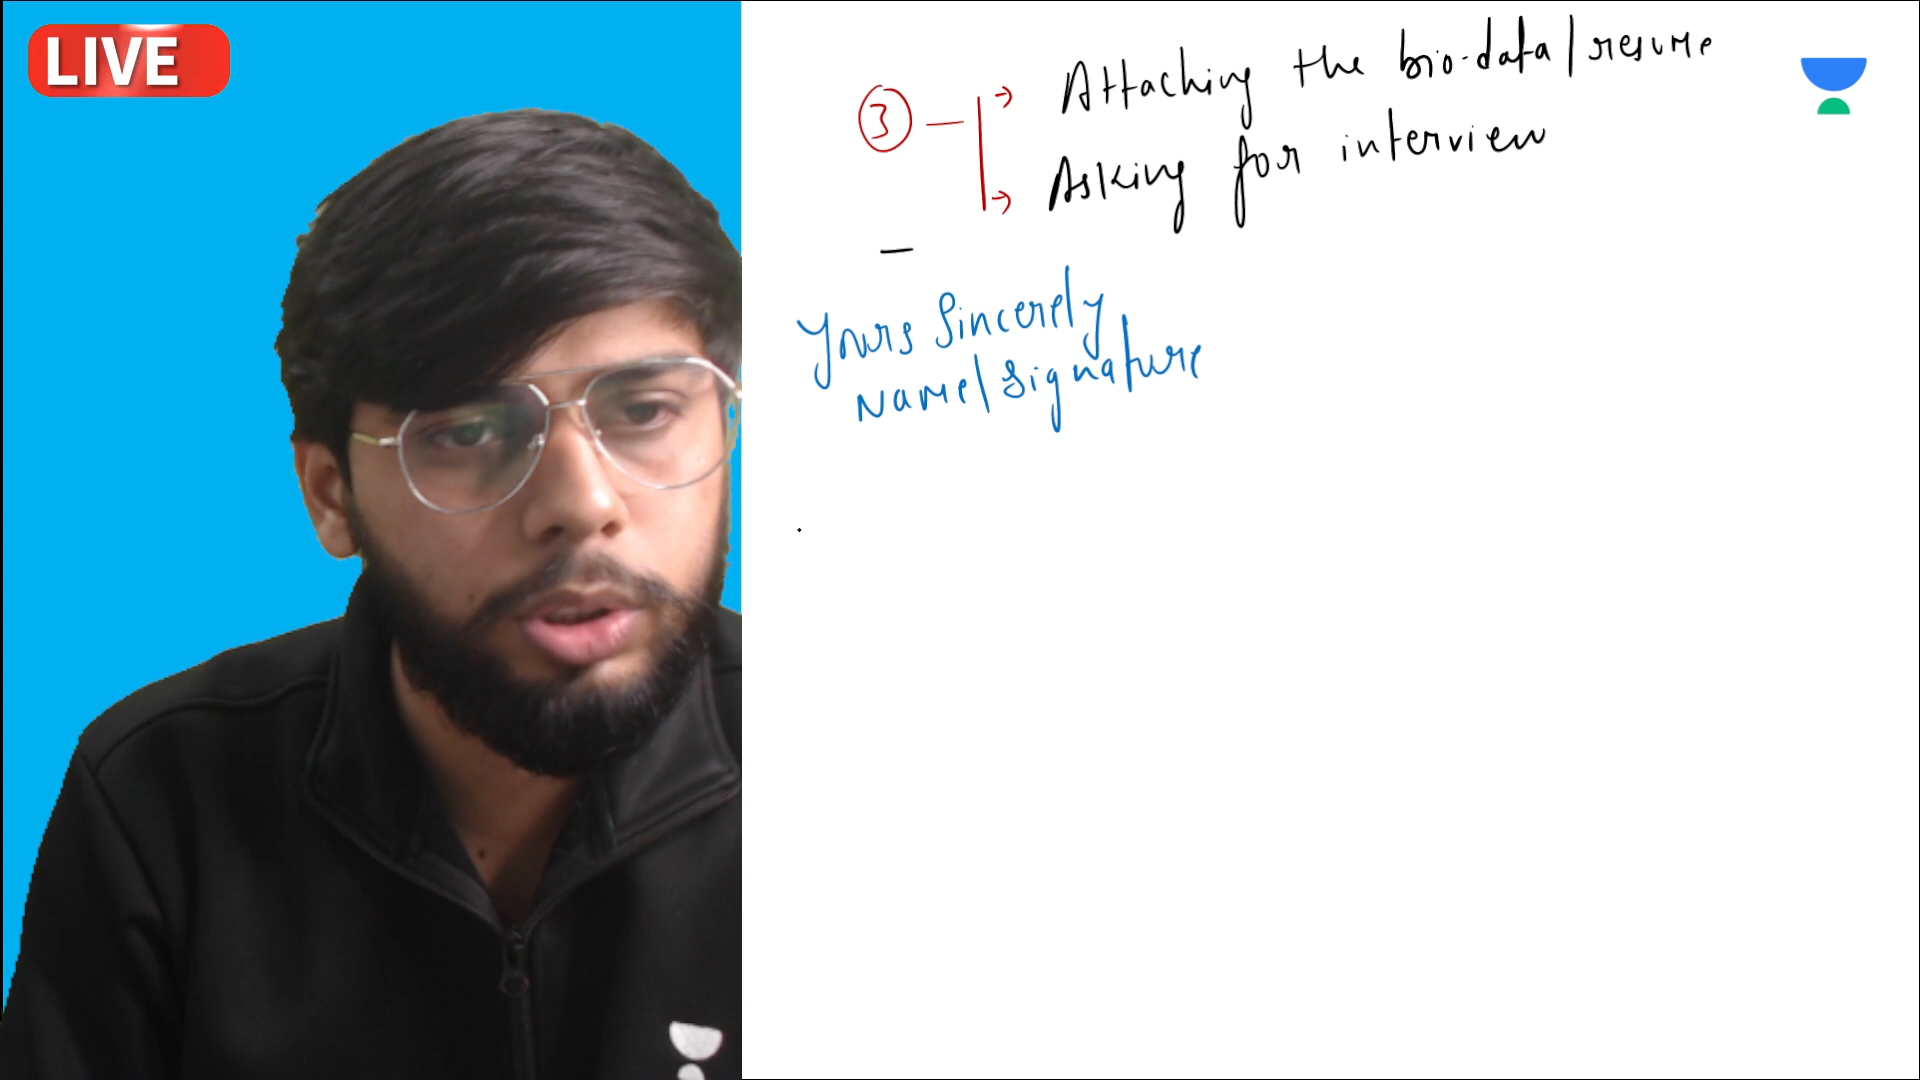 LIVE
3 → Attaching the bio-data/resume
→ Asking for interview
Yours Sincerely
Name/Signature